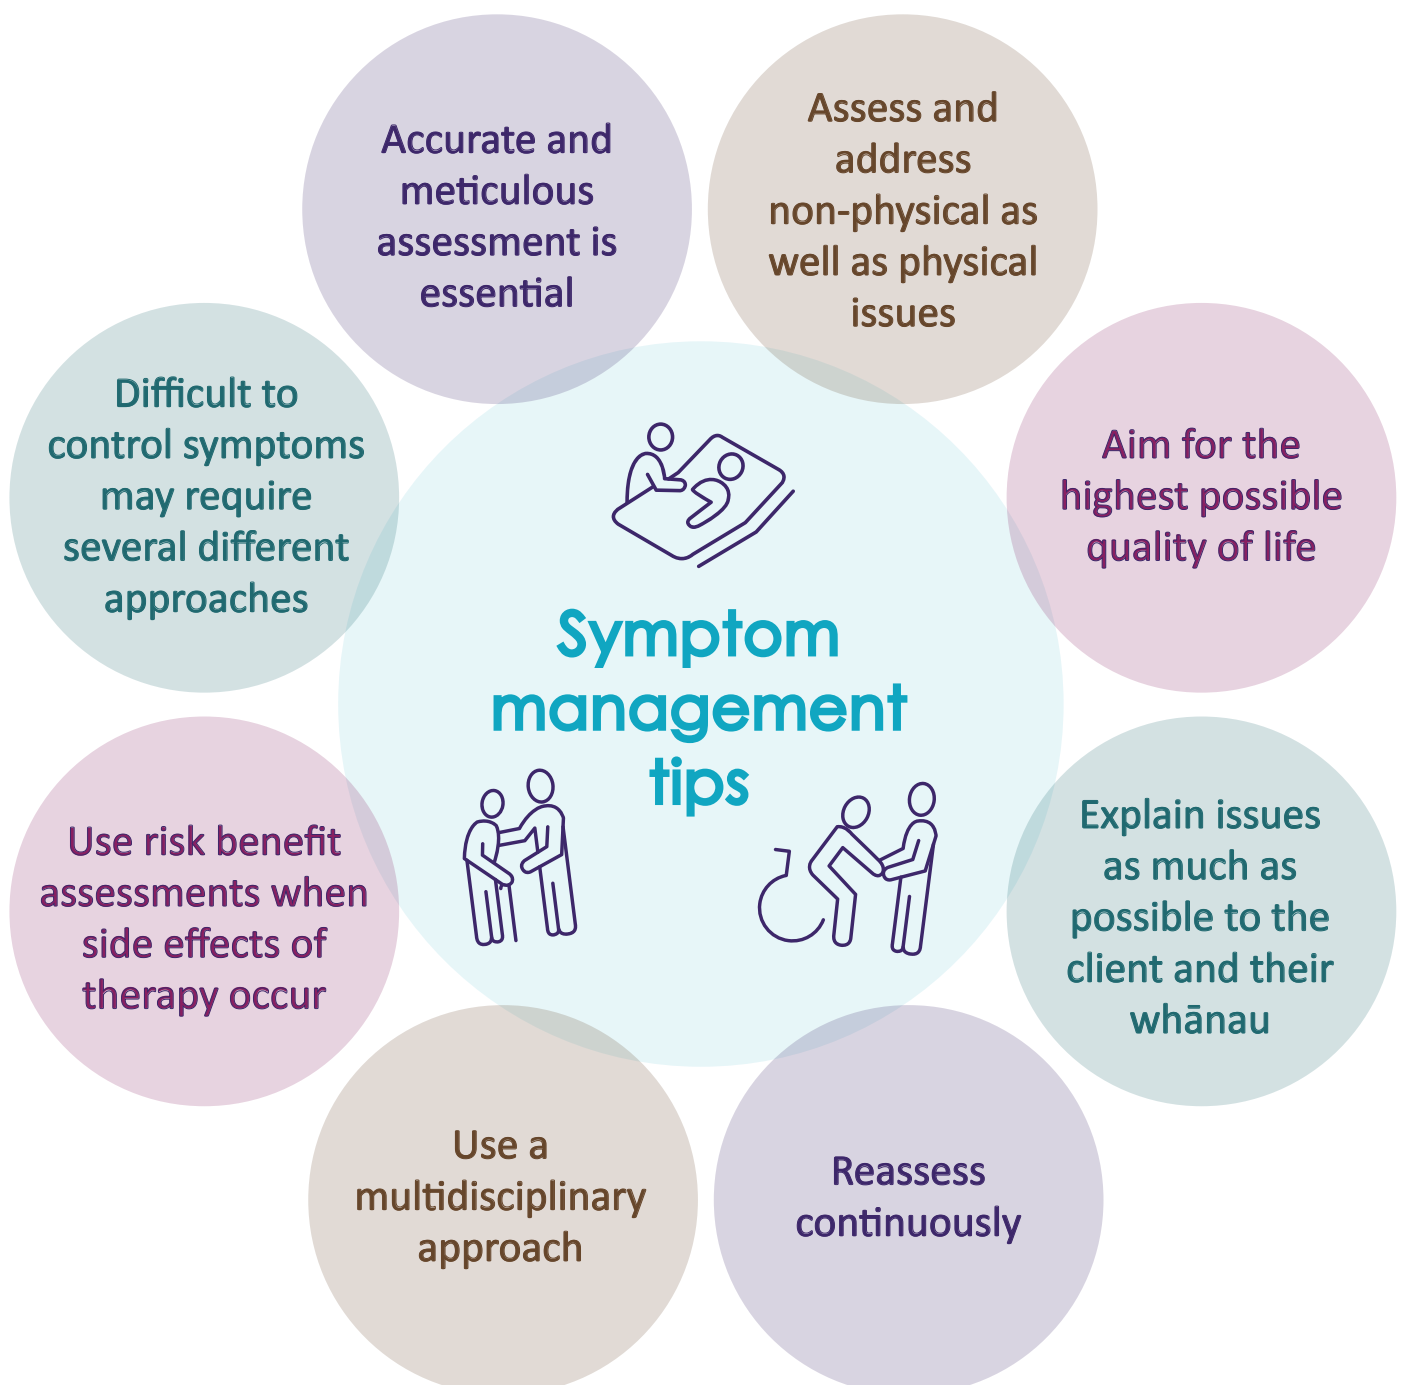 Accurate and
meticulous
assessment is
essential
Assess and
address
non-physical as
well as physical
issues
Aim for the
highest possible
quality of life
Explain issues
as much as
possible to the
client and their
whānau
Reassess
continuously
Use a
multidisciplinary
approach
Use risk benefit
assessments when
side effects of
therapy occur
Difficult to
control symptoms
may require
several different
approaches
Symptom
management
tips